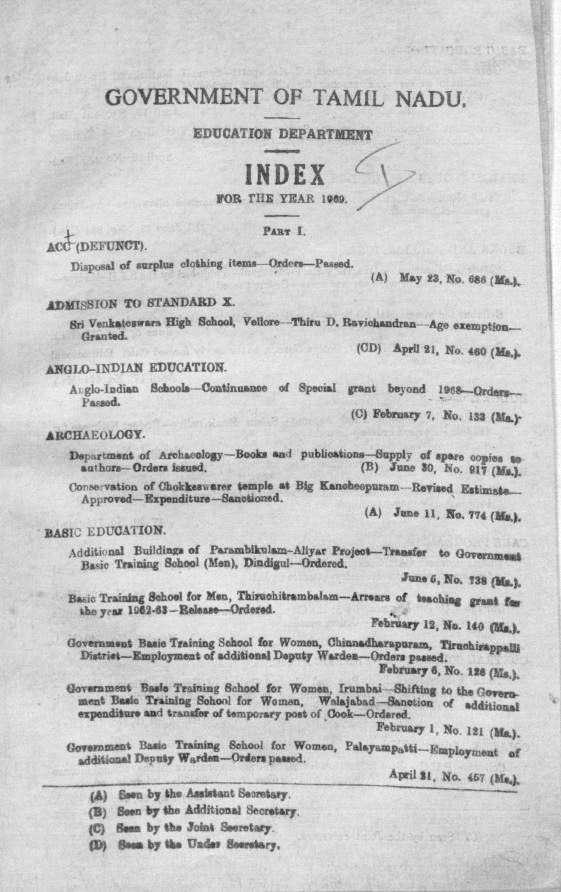 GOVERNMENT OF TAMIL NADU.
EDUCATION DEPARTMENT
INDEX
FOR THE YEAR 1969.
PART I.
ACC (DEFUNCT).
Disposal of surplus clothing items—Orders—Passed.
(A) May 23, No. 686 (Ms.).
ADMISSION TO STANDARD X.
Sri Venkateswara High School, Vellore—Thiru D. Ravichandran—Age exemption—
Granted.
(CD) April 21, No. 460 (Ms.).
ANGLO-INDIAN EDUCATION.
Anglo-Indian Schools—Continuance of Special grant beyond 1968—Orders—
Passed.
(C) February 7, No. 133 (Ms.).
ARCHAEOLOGY.
Department of Archaeology—Books and publications—Supply of spare copies to
authors—Orders issued. (B) June 30, No. 917 (Ms.).
Conservation of Chokkeswarer temple at Big Kancheepuram—Revised Estimate—
Approved—Expenditure—Sanctioned.
(A) June 11, No. 774 (Ms.).
BASIC EDUCATION.
Additional Buildings of Parambikulam-Aliyar Project—Transfer to Government
Basic Training School (Men), Dindigul—Ordered.
June 5, No. 738 (Ms.).
Basic Training School for Men, Thiruchitrambalam—Arrears of teaching grant for
the year 1962-63—Release—Ordered.
February 12, No. 140 (Ms.).
Government Basic Training School for Women, Chinnadharapuram, Tiruchirappalli
District—Employment of additional Deputy Warden—Orders passed.
February 6, No. 126 (Ms.).
Government Basic Training School for Women, Irumbai—Shifting to the Govern-
ment Basic Training School for Women, Walajabad—Sanction of additional
expenditure and transfer of temporary post of Cook—Ordered.
February 1, No. 121 (Ms.).
Government Basic Training School for Women, Palayampatti—Employment of
additional Deputy Warden—Orders passed.
April 21, No. 457 (Ms.).
(A) Seen by the Assistant Secretary.
(B) Seen by the Additional Secretary.
(C) Seen by the Joint Secretary.
(D) Seen by the Under Secretary.